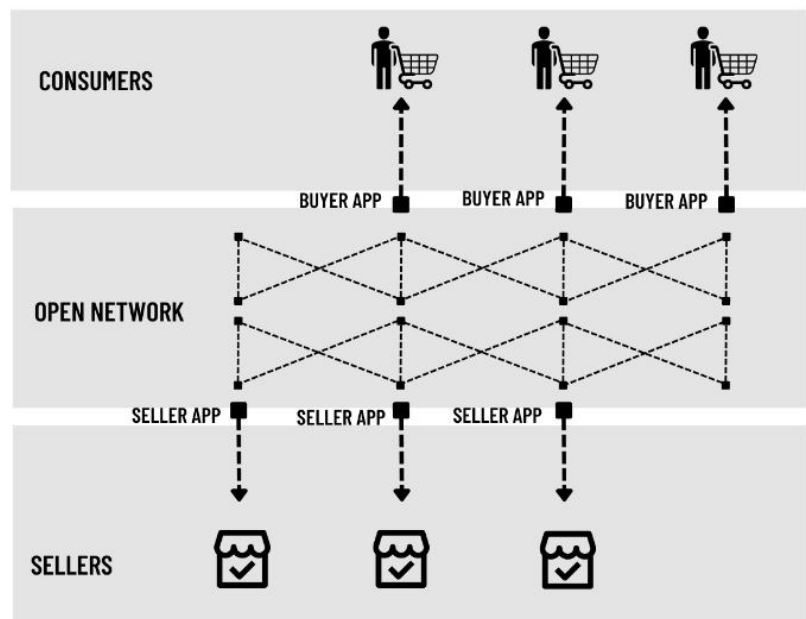 CONSUMERS
BUYER APP
BUYER APP
BUYER APP
OPEN NETWORK
SELLER APP
SELLER APP
SELLER APP
SELLERS